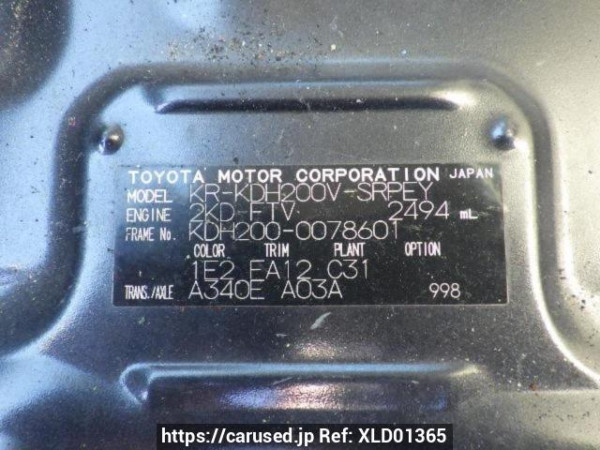 TOYOTA MOTOR CORPORATION JAPAN
MODEL KR-KDH200V-SRPEY
ENGINE 2KD-FTV 2494 mL
FRAME No. KDH200-0078601
COLOR TRIM PLANT OPTION
1E2 FA12 C31
TRANS./AXLE A340E A03A 998
https://carused.jp Ref: XLD01365